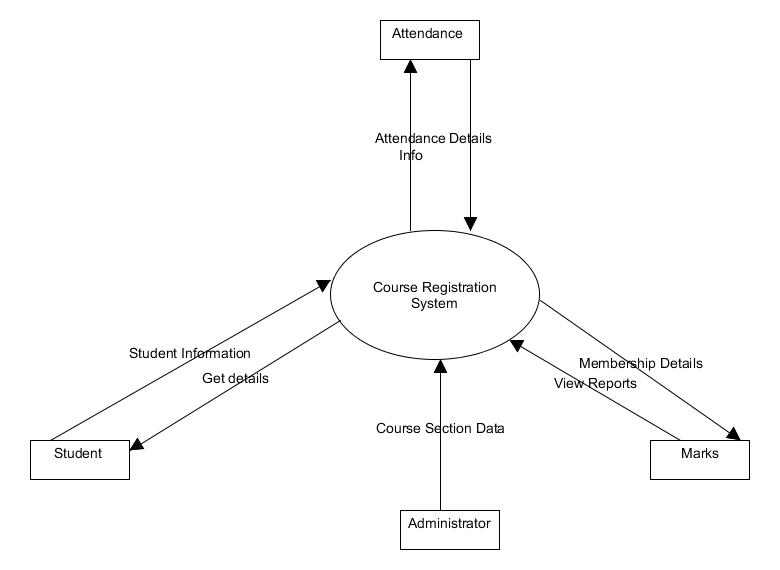 Attendance
Attendance Details
Info
Course Registration
System
Student Information
Membership Details
Get details
View Reports
Course Section Data
Student
Marks
Administrator